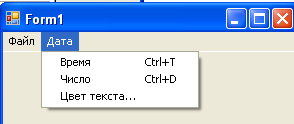 Form1
Файл Дата
Время Ctrl+T
Число Ctrl+D
Цвет текста...